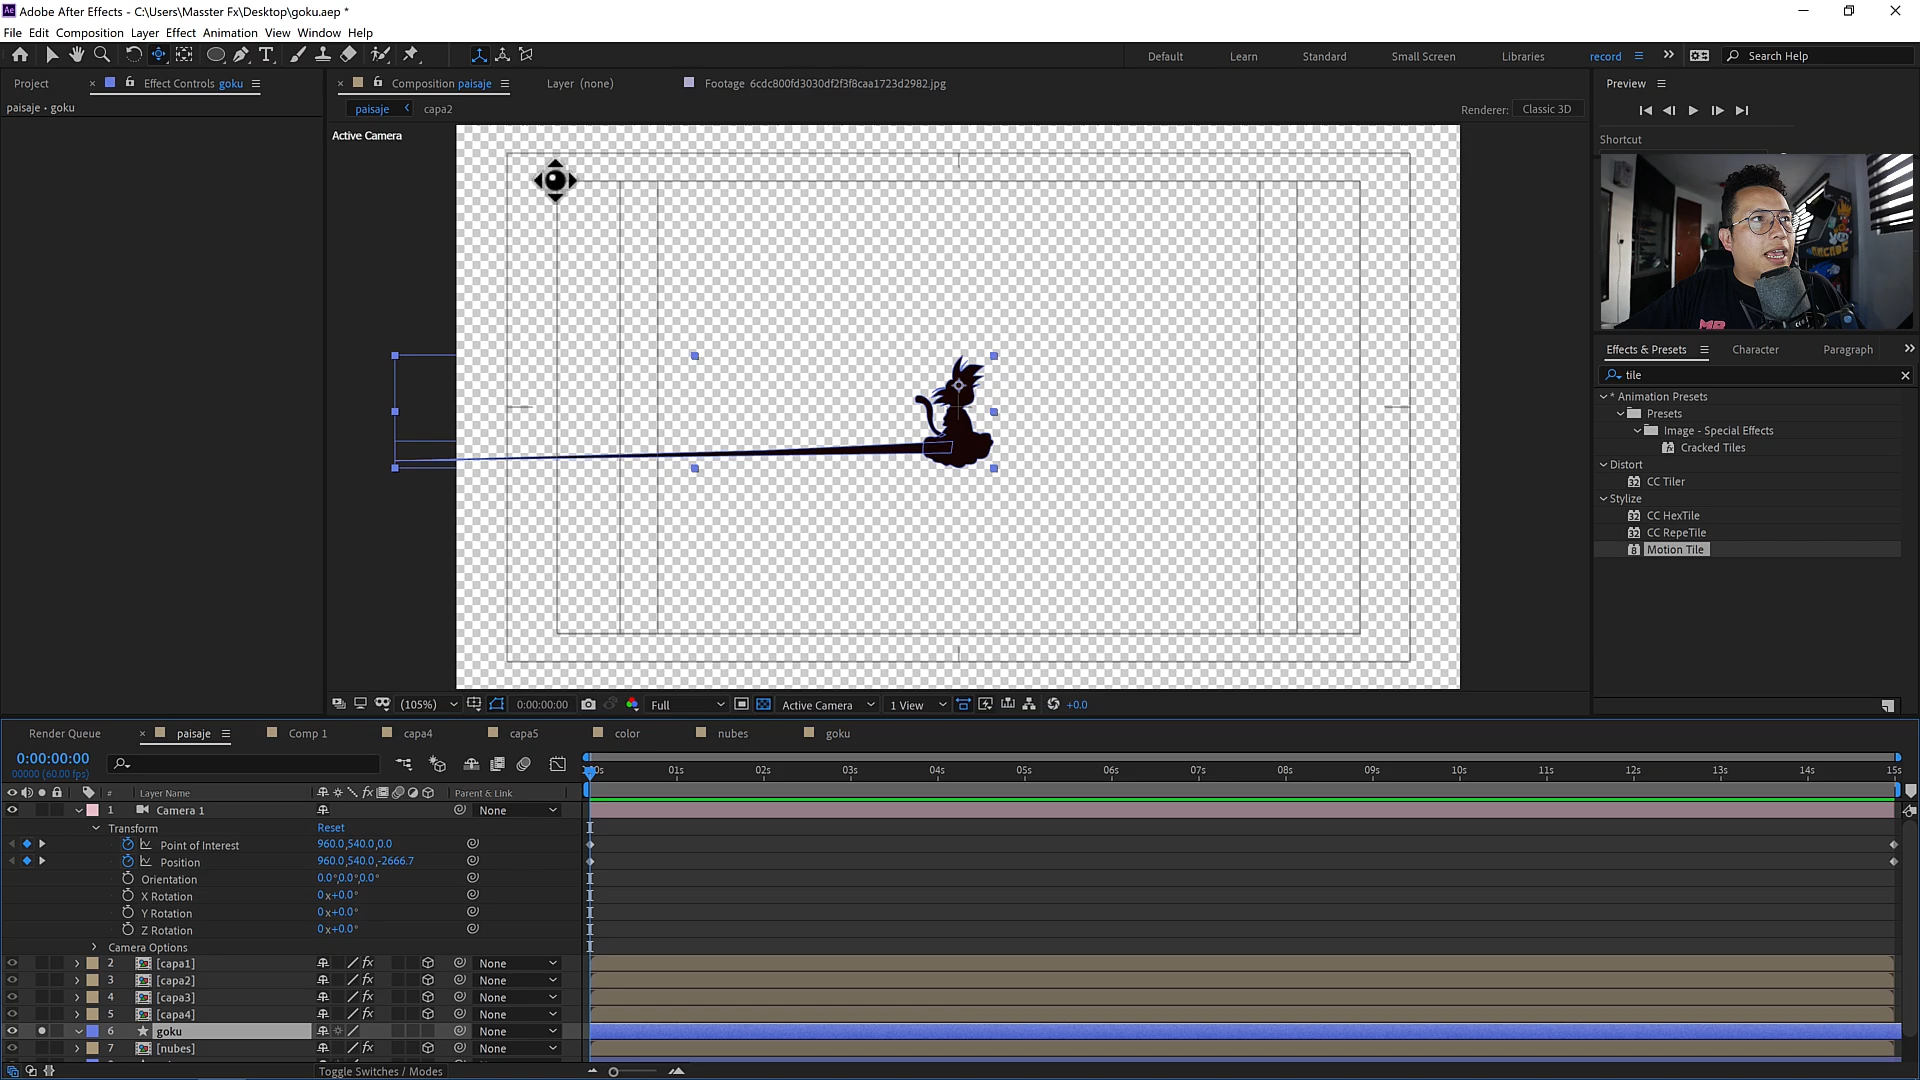 Adobe After Effects - C:\Users\Masster Fx\Desktop\goku.aep *
File Edit Composition Layer Effect Animation View Window Help
Default Learn Standard Small Screen Libraries record Search Help
Project Effect Controls goku
Composition paisaje
Layer (none)
Footage 6cdc800fd3030df2f3f8caa1723d2982.jpg
Preview
paisaje • goku
paisaje capa2
Renderer: Classic 3D
Active Camera
Shortcut
Effects & Presets Character Paragraph
tile
* Animation Presets
Presets
Image - Special Effects
Cracked Tiles
Distort
CC Tiler
Stylize
CC HexTile
CC RepeTile
Motion Tile
(105%) 0:00:00:00 Full Active Camera 1 View +0.0
Render Queue paisaje Comp 1 capa4 capa5 color nubes goku
0:00:00:00
00000 (60.00 fps)
01s 02s 03s 04s 05s 06s 07s 08s 09s 10s 11s 12s 13s 14s 15s
# Layer Name Parent & Link
1 Camera 1 None
Transform Reset
Point of Interest 960.0,540.0,0.0
Position 960.0,540.0,-2666.7
Orientation 0.0°,0.0°,0.0°
X Rotation 0x+0.0°
Y Rotation 0x+0.0°
Z Rotation 0x+0.0°
Camera Options
2 [capa1] None
3 [capa2] None
4 [capa3] None
5 [capa4] None
6 goku None
7 [nubes] None
Toggle Switches / Modes